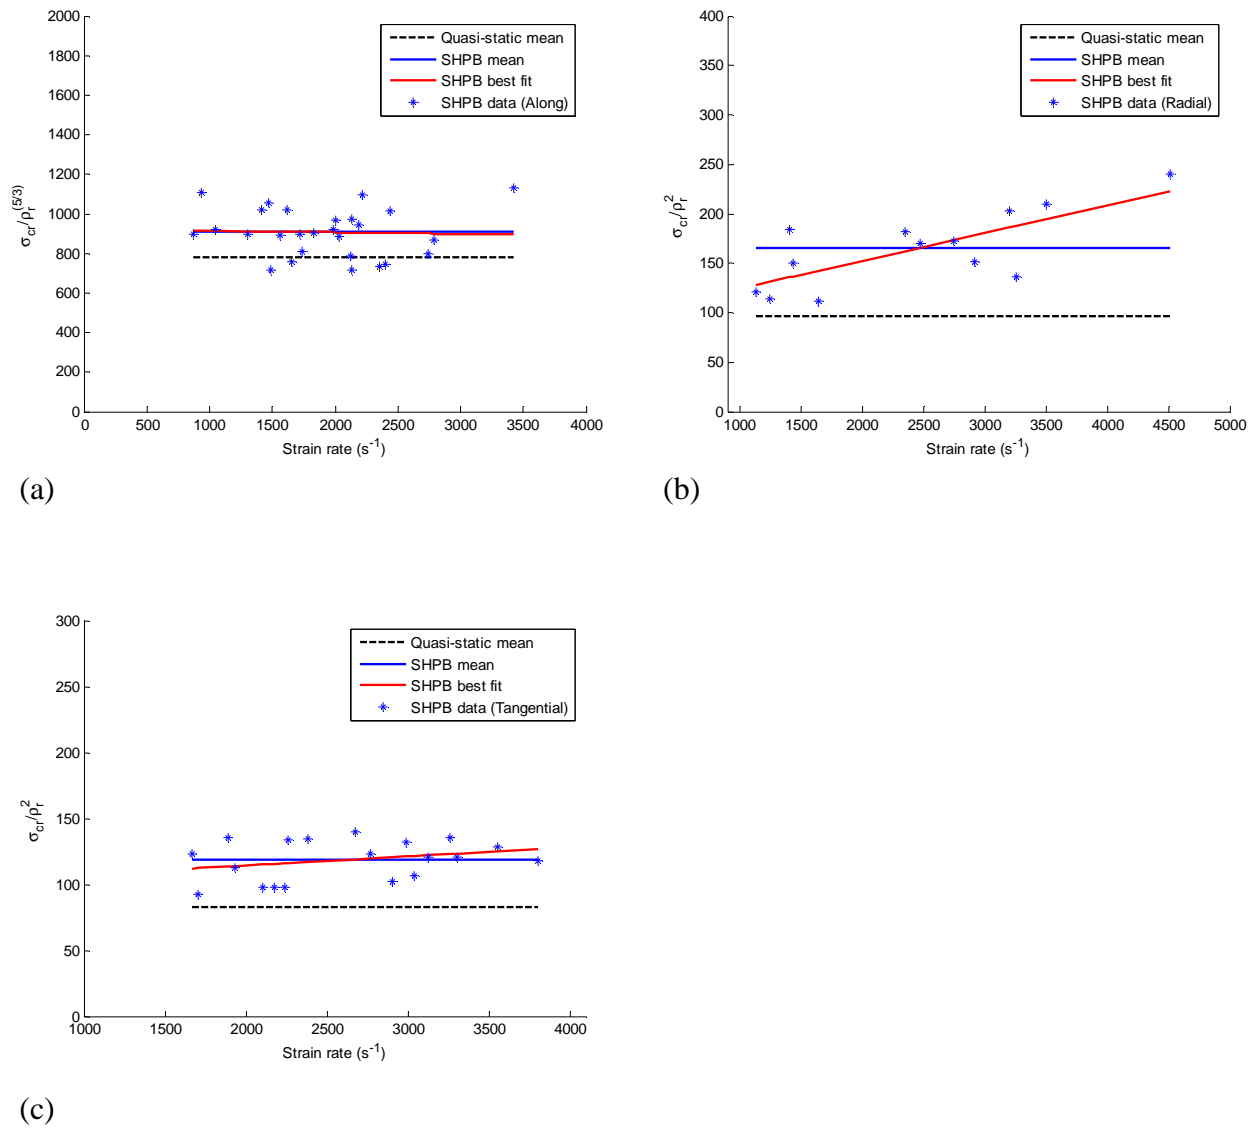 2000
1800
1600
1400
1200
1000
800
600
400
200
0
σcr/ρr(5/3)
0 500 1000 1500 2000 2500 3000 3500 4000
Strain rate (s-1)
Quasi-static mean
SHPB mean
SHPB best fit
SHPB data (Along)
(a)
400
350
300
250
200
150
100
50
0
σcr/ρr2
1000 1500 2000 2500 3000 3500 4000 4500 5000
Strain rate (s-1)
Quasi-static mean
SHPB mean
SHPB best fit
SHPB data (Radial)
(b)
300
250
200
150
100
50
0
σcr/ρr2
1000 1500 2000 2500 3000 3500 4000
Strain rate (s-1)
Quasi-static mean
SHPB mean
SHPB best fit
SHPB data (Tangential)
(c)